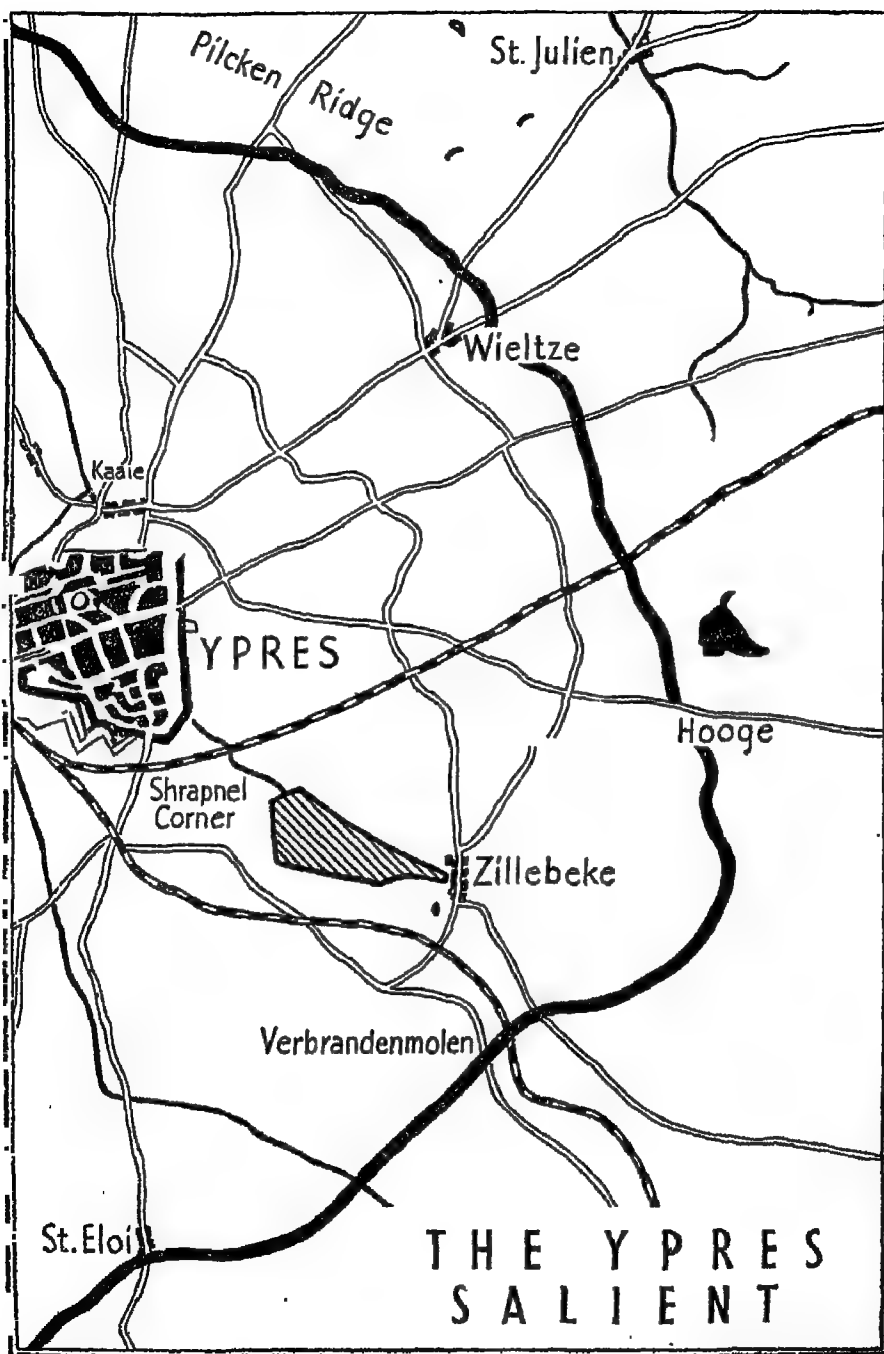 Pilcken Ridge
St. Julien
Wieltze
Kaaie
YPRES
Hooge
Shrapnel
Corner
Zillebeke
Verbrandenmolen
St. Eloi
THE YPRES
SALIENT